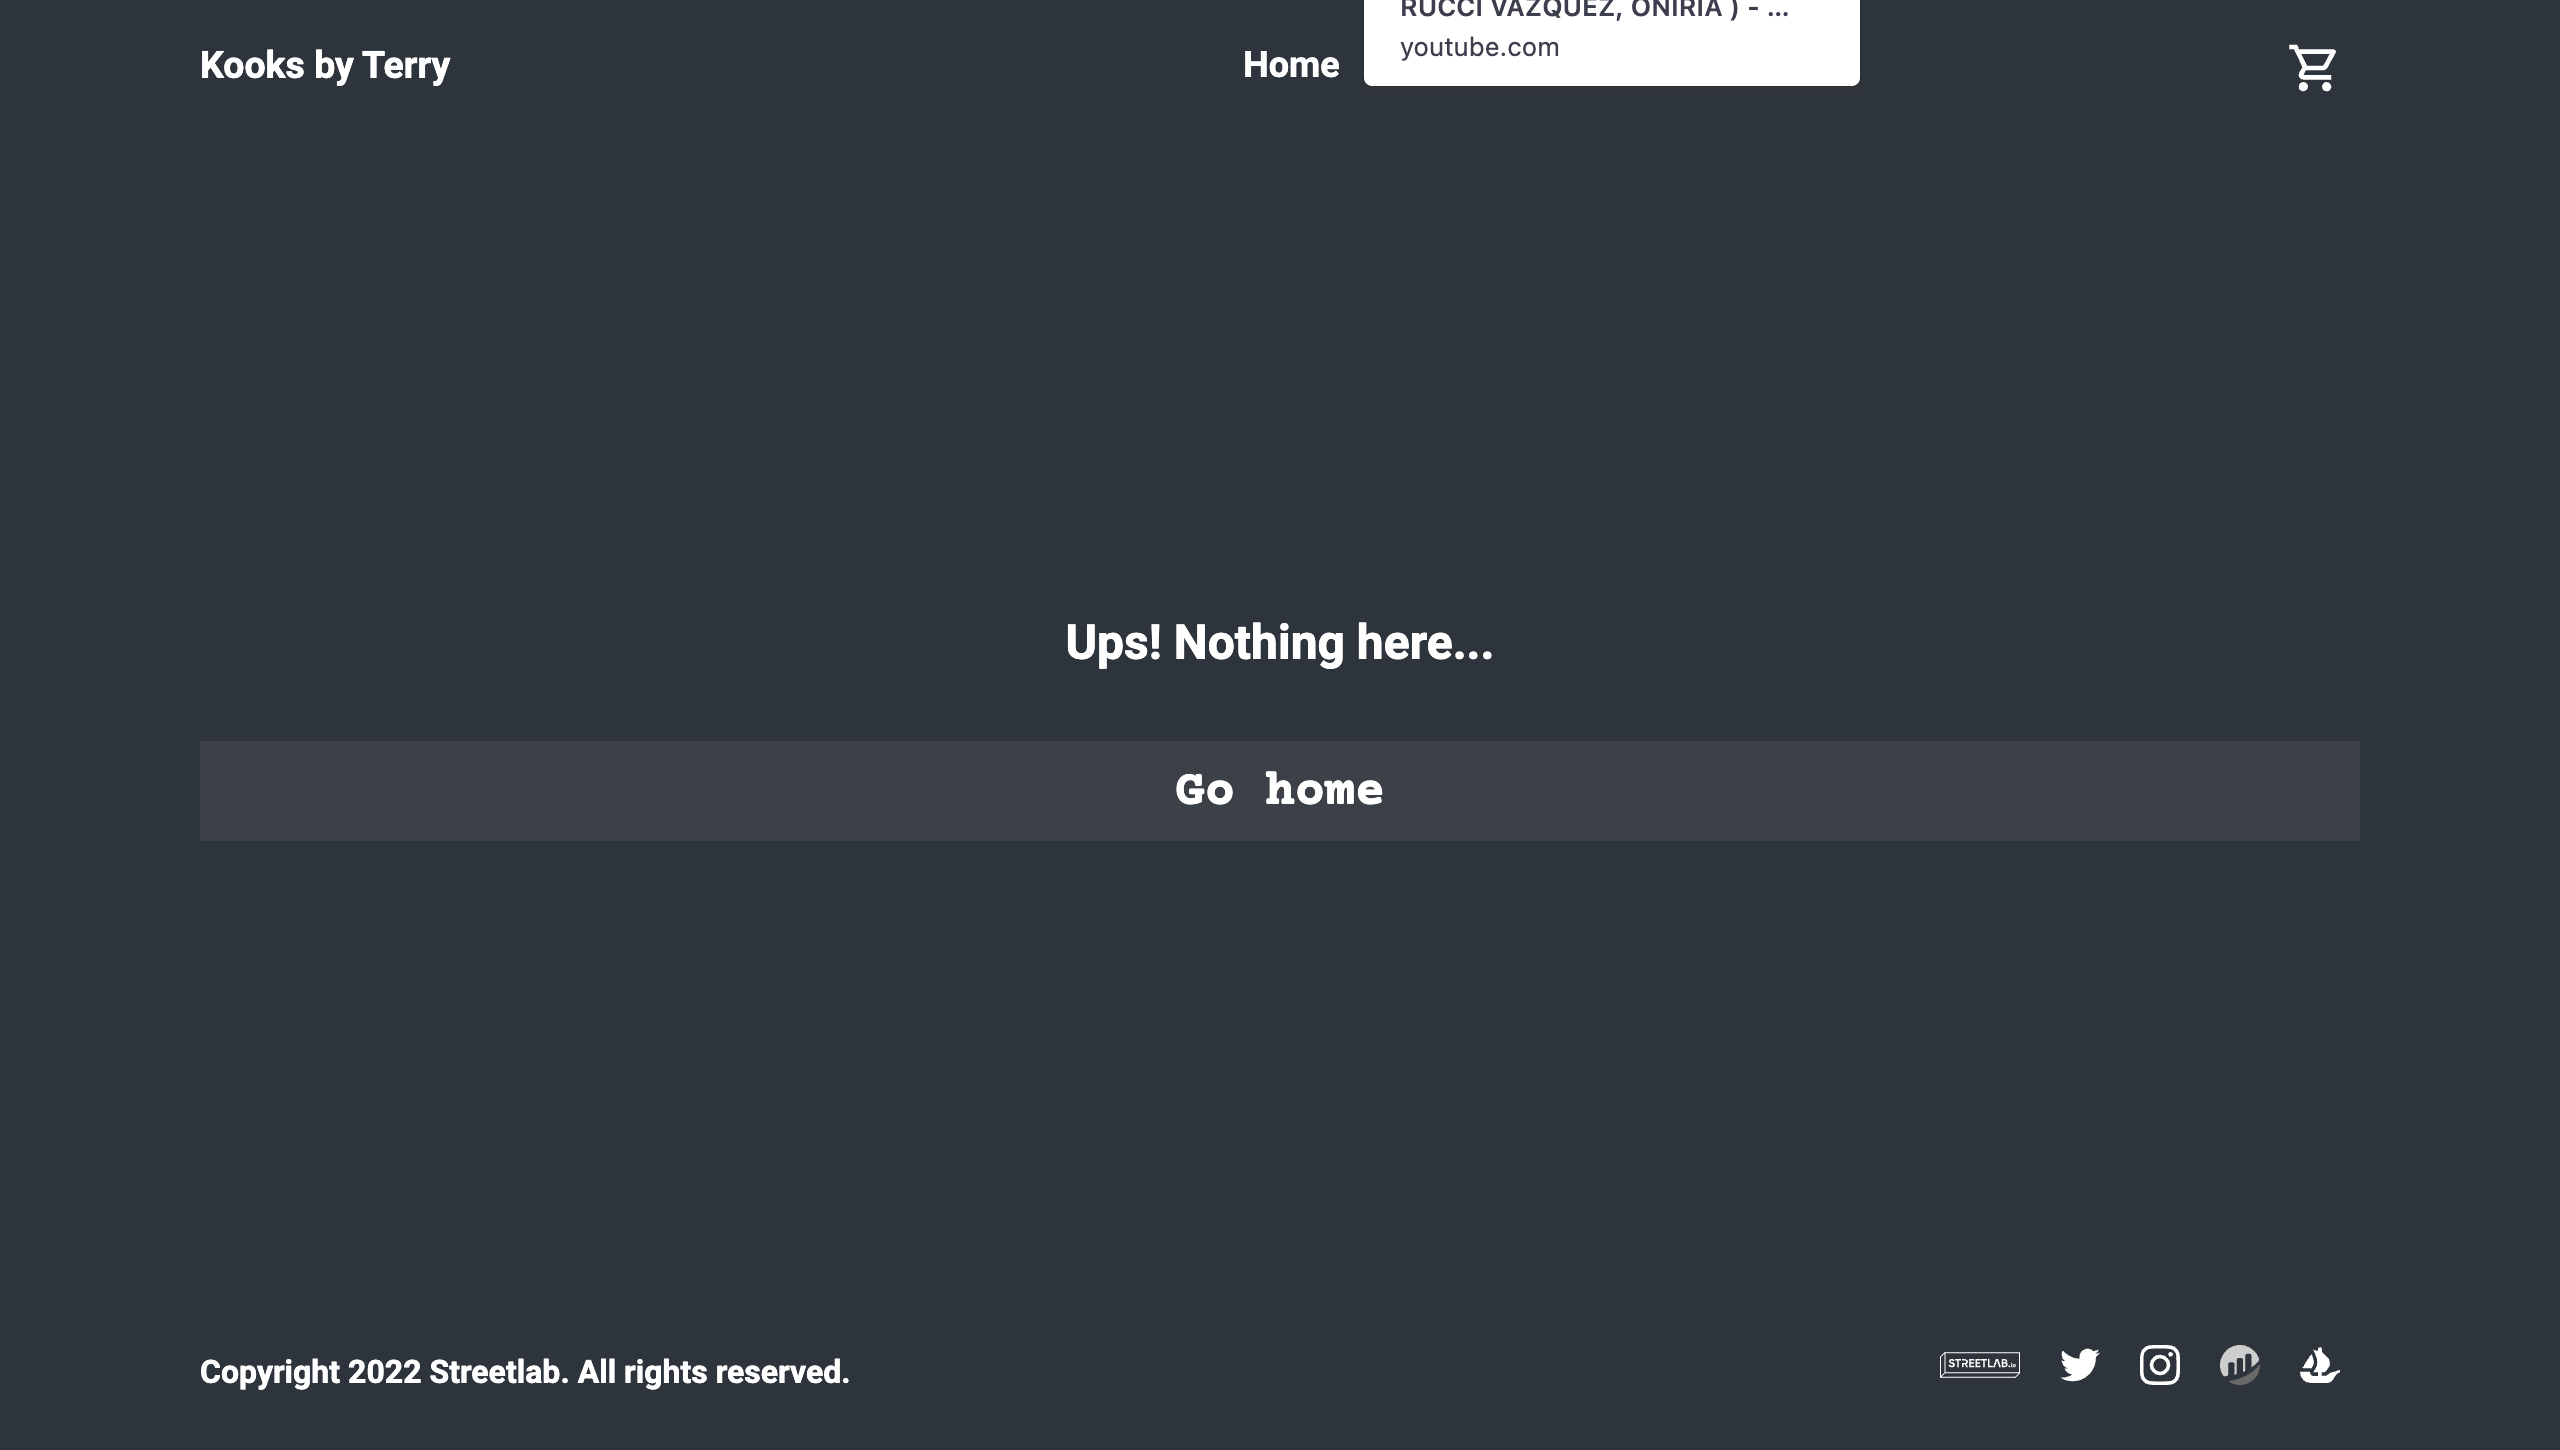 RUCCI VAZQUEZ, ONIRIA ) - ...
youtube.com
Kooks by Terry
Home
Ups! Nothing here...
Go home
Copyright 2022 Streetlab. All rights reserved.
STREETLAB.io